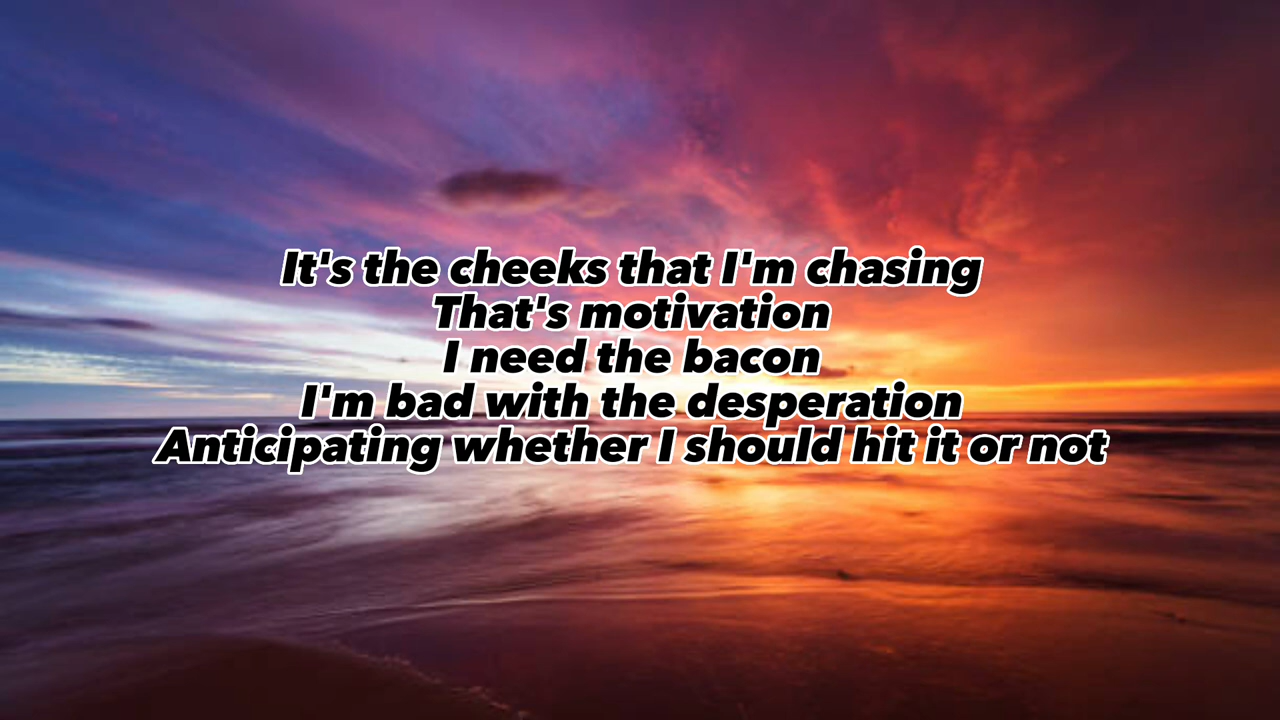 It's the cheeks that I'm chasing
That's motivation
I need the bacon
I'm bad with the desperation
Anticipating whether I should hit it or not